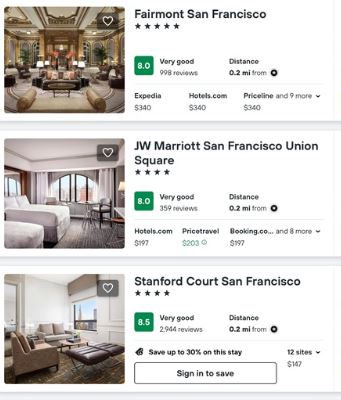 Fairmont San Francisco
★ ★ ★ ★ ★
8.0 Very good Distance
998 reviews 0.2 mi from
Expedia Hotels.com Priceline and 9 more
$340 $340 $340
JW Marriott San Francisco Union
Square
★ ★ ★ ★
8.0 Very good Distance
359 reviews 0.2 mi from
Hotels.com Pricetravel Booking.co... and 8 more
$197 $203 $197
Stanford Court San Francisco
★ ★ ★ ★
8.5 Very good Distance
2,944 reviews 0.2 mi from
Save up to 30% on this stay 12 sites
Sign in to save $147